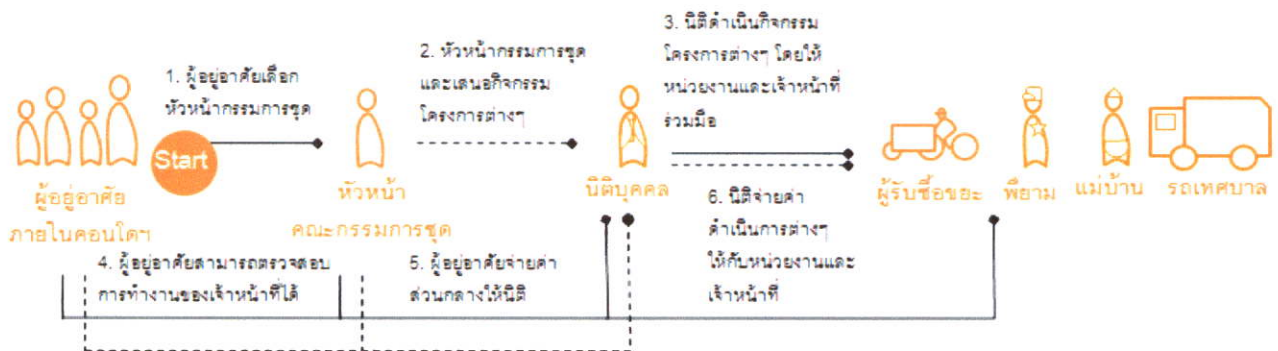 1. ผู้อยู่อาศัยเลือก
หัวหน้ากรรมการชุด
2. หัวหน้ากรรมการชุด
และเสนอกิจกรรม
โครงการต่างๆ
3. นิติดำเนินกิจกรรม
โครงการต่างๆ โดยให้
หน่วยงานและเจ้าหน้าที่
ร่วมมือ
Start
ผู้อยู่อาศัย
ภายในคอนโดฯ
หัวหน้า
คณะกรรมการชุด
นิติบุคคล
ผู้รับซื้อขยะ
พี่ยาม
แม่บ้าน
รถเทศบาล
4. ผู้อยู่อาศัยสามารถตรวจสอบ
การทำงานของเจ้าหน้าที่ได้
5. ผู้อยู่อาศัยจ่ายค่า
ส่วนกลางให้นิติ
6. นิติจ่ายค่า
ดำเนินการต่างๆ
ให้กับหน่วยงานและ
เจ้าหน้าที่